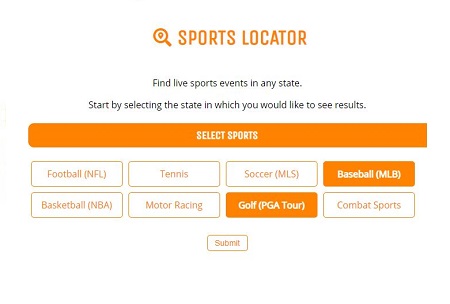 SPORTS LOCATOR
Find live sports events in any state.
Start by selecting the state in which you would like to see results.
SELECT SPORTS
Football (NFL) Tennis Soccer (MLS) Baseball (MLB)
Basketball (NBA) Motor Racing Golf (PGA Tour) Combat Sports
Submit